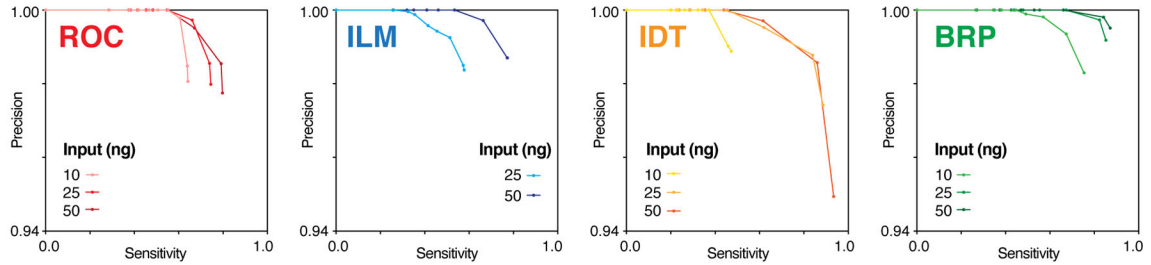 1.00
ROC
Precision
Input (ng)
10
25
50
0.94
0.0
1.0
Sensitivity
1.00
ILM
Precision
Input (ng)
25
50
0.94
0.0
1.0
Sensitivity
1.00
IDT
Precision
Input (ng)
10
25
50
0.94
0.0
1.0
Sensitivity
1.00
BRP
Precision
Input (ng)
10
25
50
0.94
0.0
1.0
Sensitivity